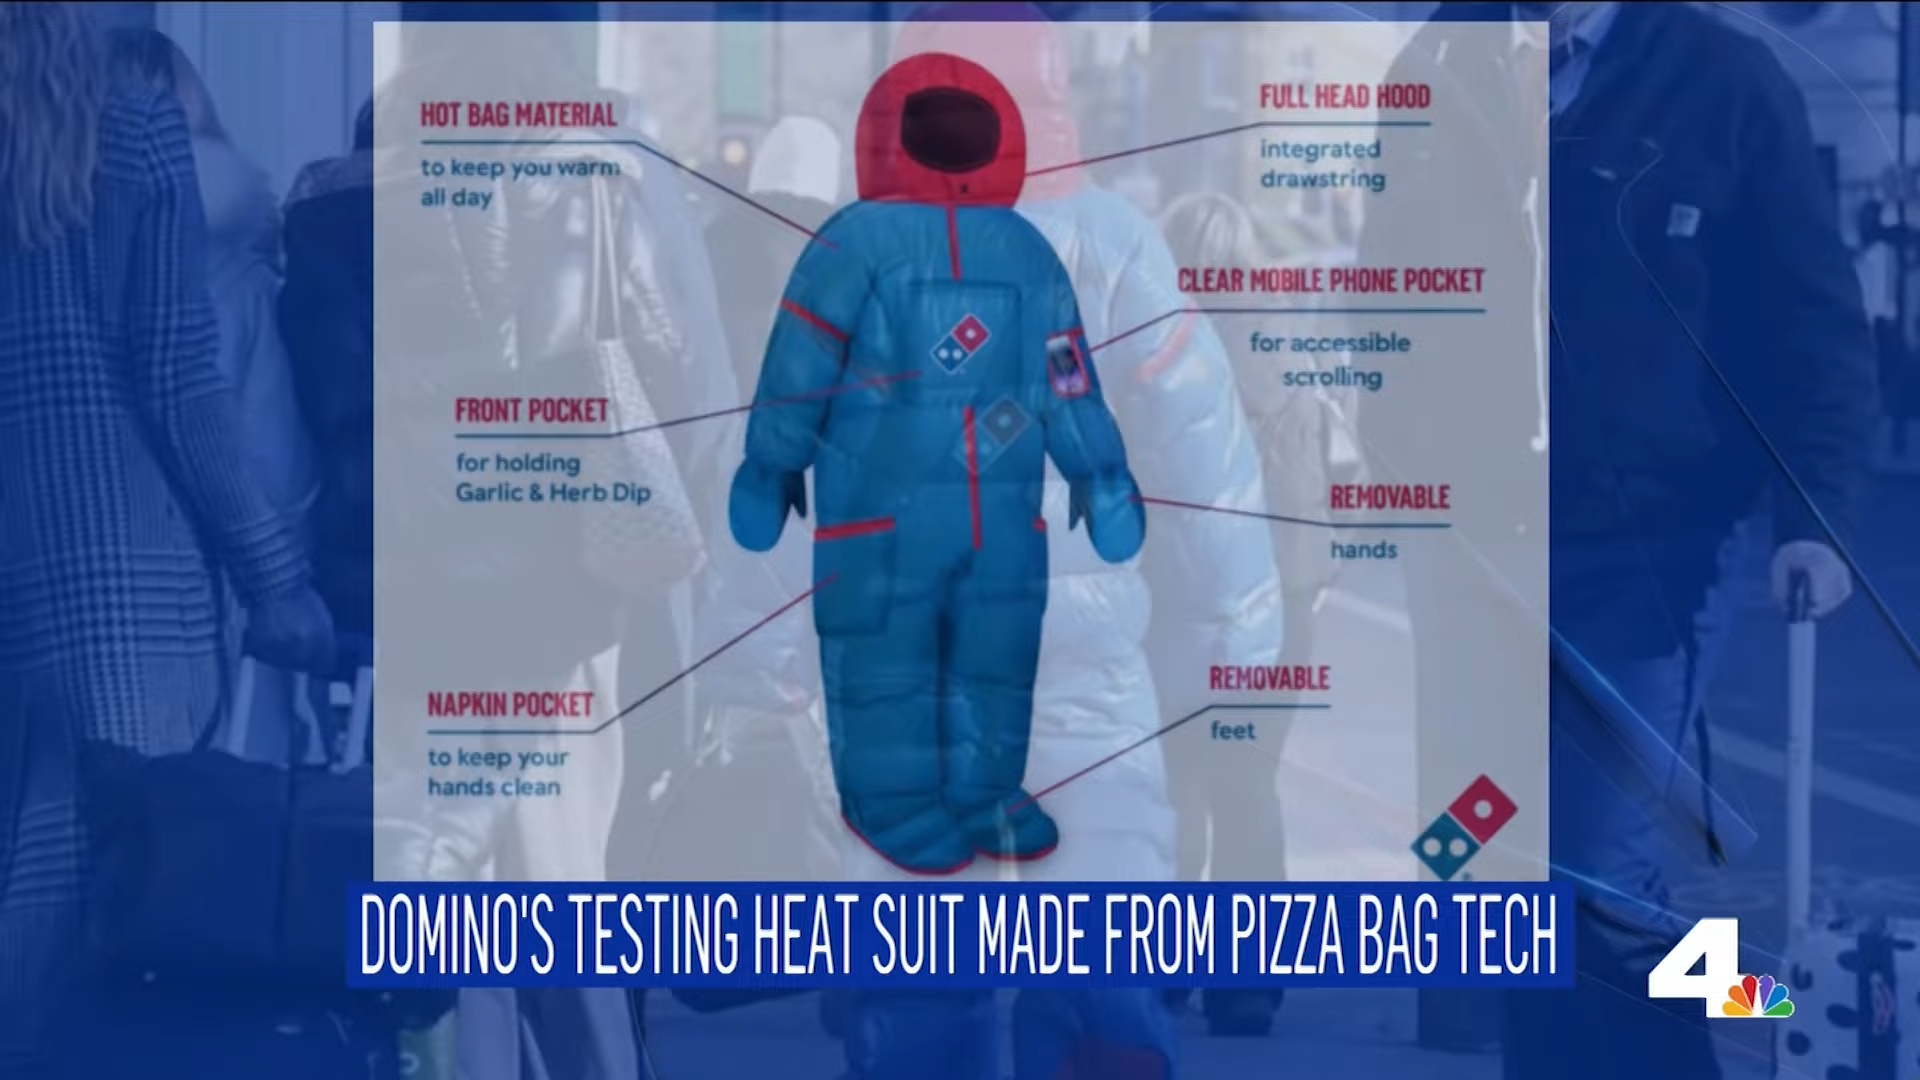 HOT BAG MATERIAL
to keep you warm
all day
FULL HEAD HOOD
integrated
drawstring
CLEAR MOBILE PHONE POCKET
for accessible
scrolling
FRONT POCKET
for holding
Garlic & Herb Dip
REMOVABLE
hands
NAPKIN POCKET
to keep your
hands clean
REMOVABLE
feet
DOMINO'S TESTING HEAT SUIT MADE FROM PIZZA BAG TECH
4